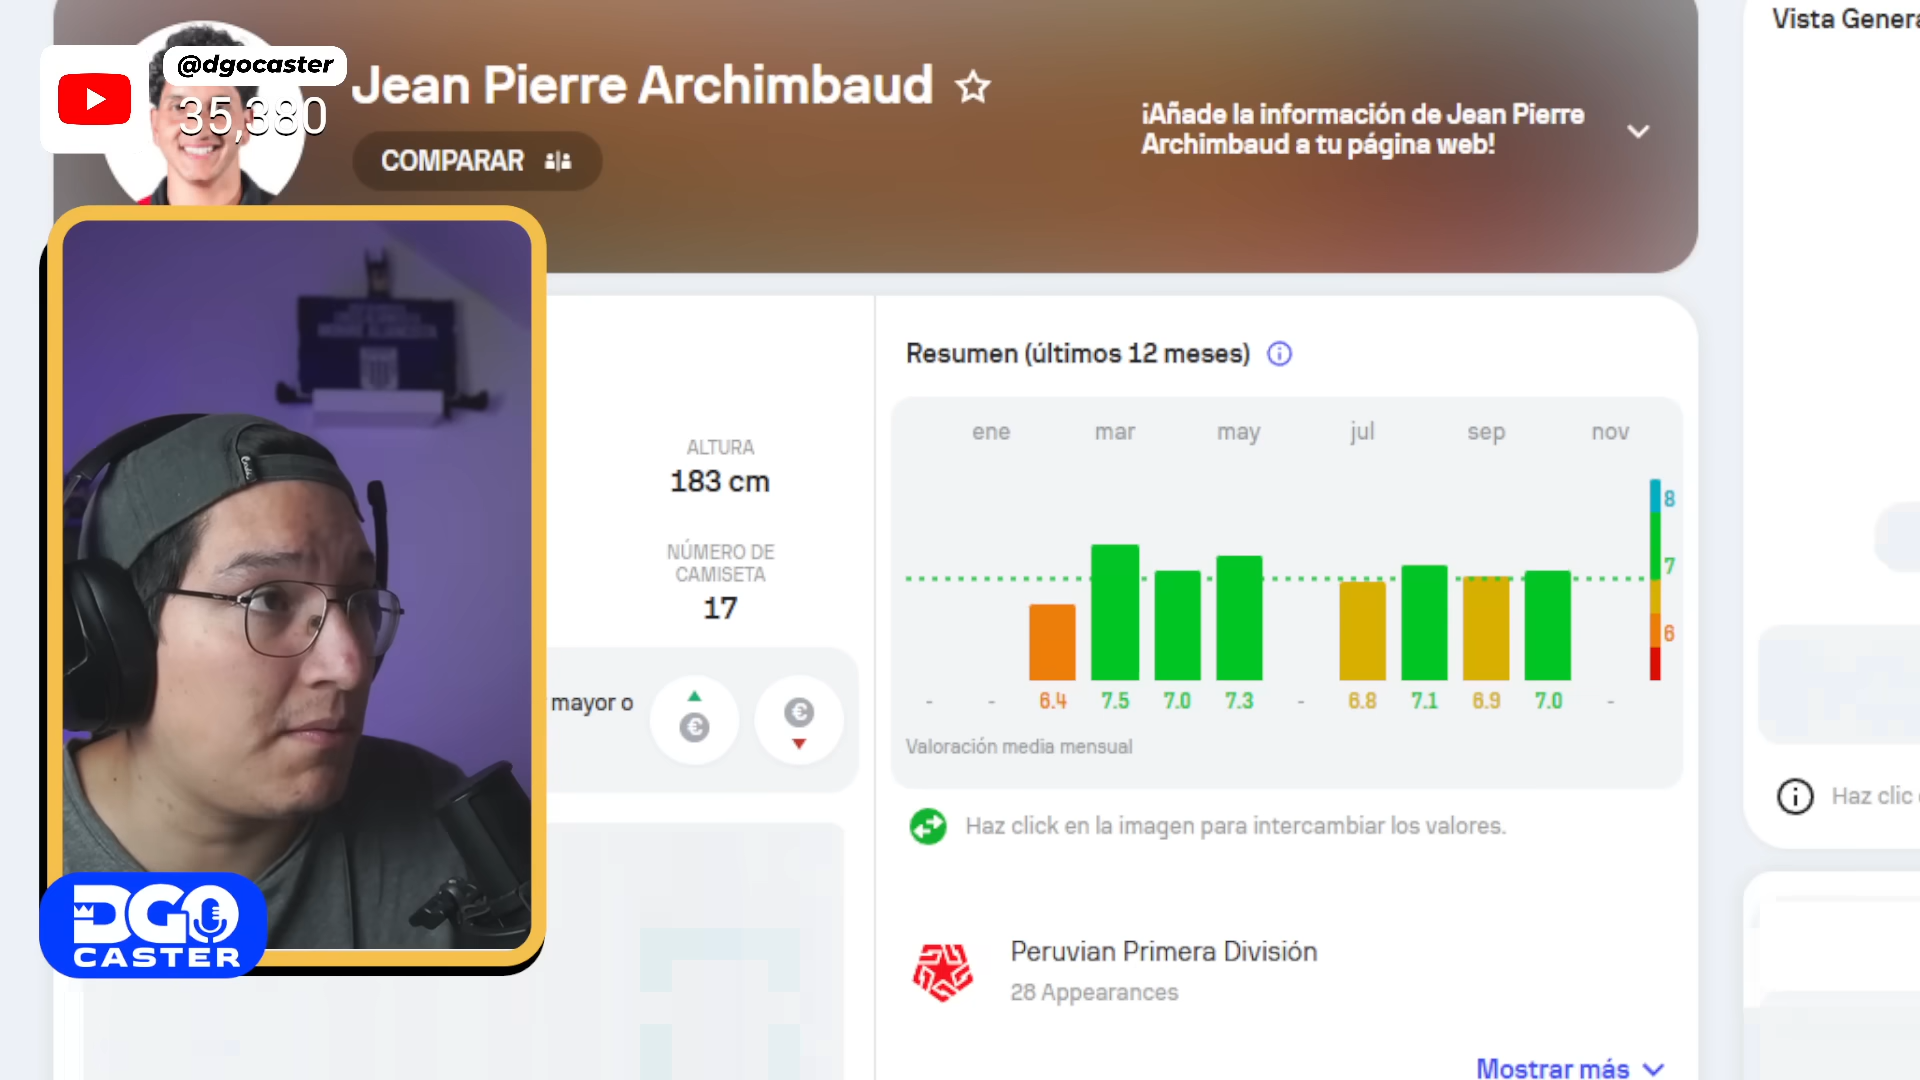 Vista Genera
@dgocaster
35,380
Jean Pierre Archimbaud
COMPARAR
¡Añade la información de Jean Pierre
Archimbaud a tu página web!
ALTURA
183 cm
NÚMERO DE
CAMISETA
17
mayor o
€
€
Resumen (últimos 12 meses)
ene mar may jul sep nov
8
7
6
- - 6.4 7.5 7.0 7.3 - 6.8 7.1 6.9 7.0 -
Valoración media mensual
Haz click en la imagen para intercambiar los valores.
Haz clic
Peruvian Primera División
28 Appearances
Mostrar más
DGO
CASTER